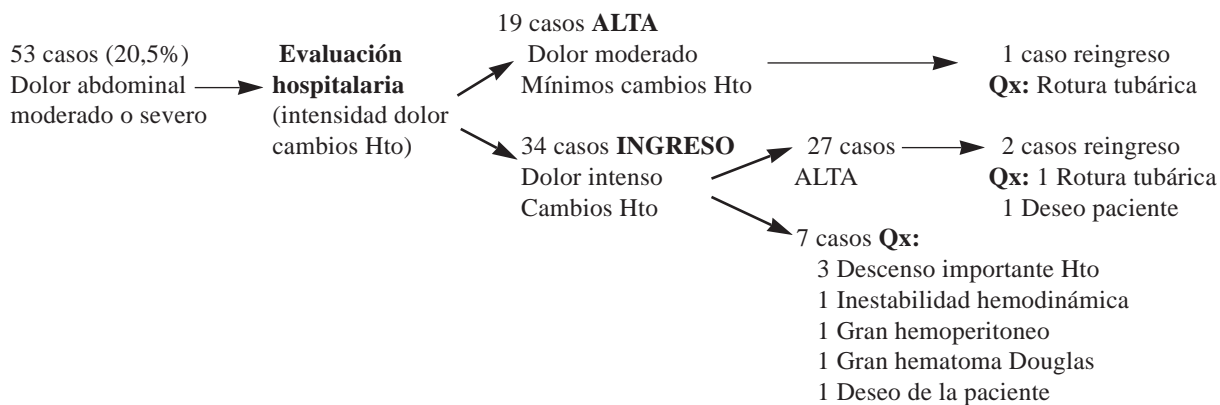 53 casos (20,5%)
Dolor abdominal
moderado o severo
Evaluación
hospitalaria
(intensidad dolor
cambios Hto)
19 casos ALTA
Dolor moderado
Mínimos cambios Hto
1 caso reingreso
Qx: Rotura tubárica
34 casos INGRESO
Dolor intenso
Cambios Hto
27 casos
ALTA
2 casos reingreso
Qx: 1 Rotura tubárica
1 Deseo paciente
7 casos Qx:
3 Descenso importante Hto
1 Inestabilidad hemodinámica
1 Gran hemoperitoneo
1 Gran hematoma Douglas
1 Deseo de la paciente